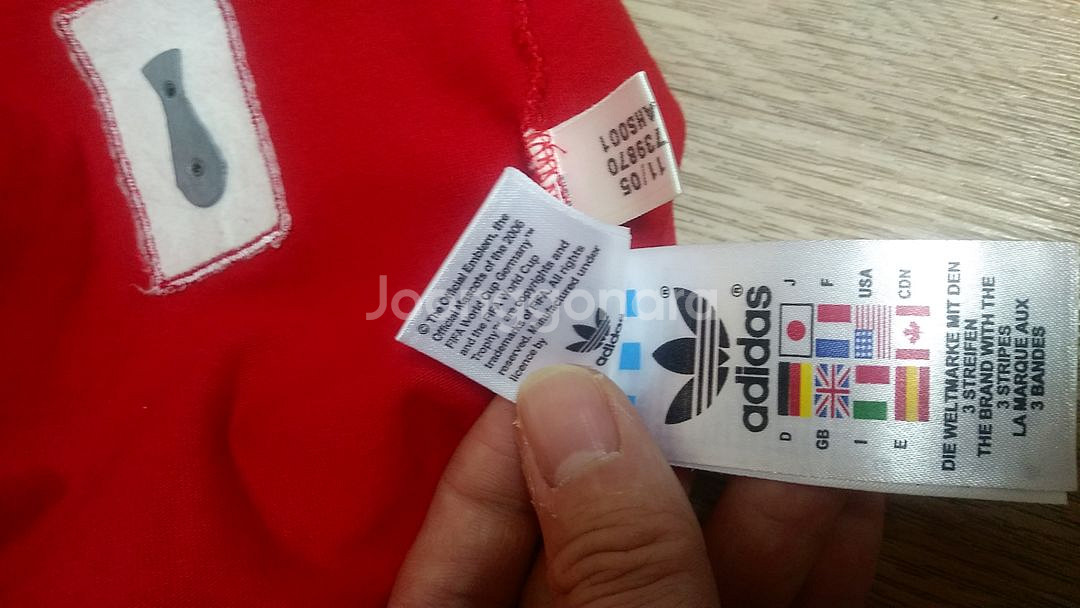 11/05
739870
AHS001
© The Official Emblem, the
Official Mascots of the 2006
FIFA World Cup Germany™
and the FIFA World Cup
Trophy™ are copyrights and
trademarks of FIFA. All rights
reserved. Manufactured under
licence by
adidas
®
adidas
®
J
F
USA
CDN
D
GB
I
E
DIE WELTMARKE MIT DEN
3 STREIFEN
THE BRAND WITH THE
3 STRIPES
LA MARQUE AUX
3 BANDES
Joonggonara